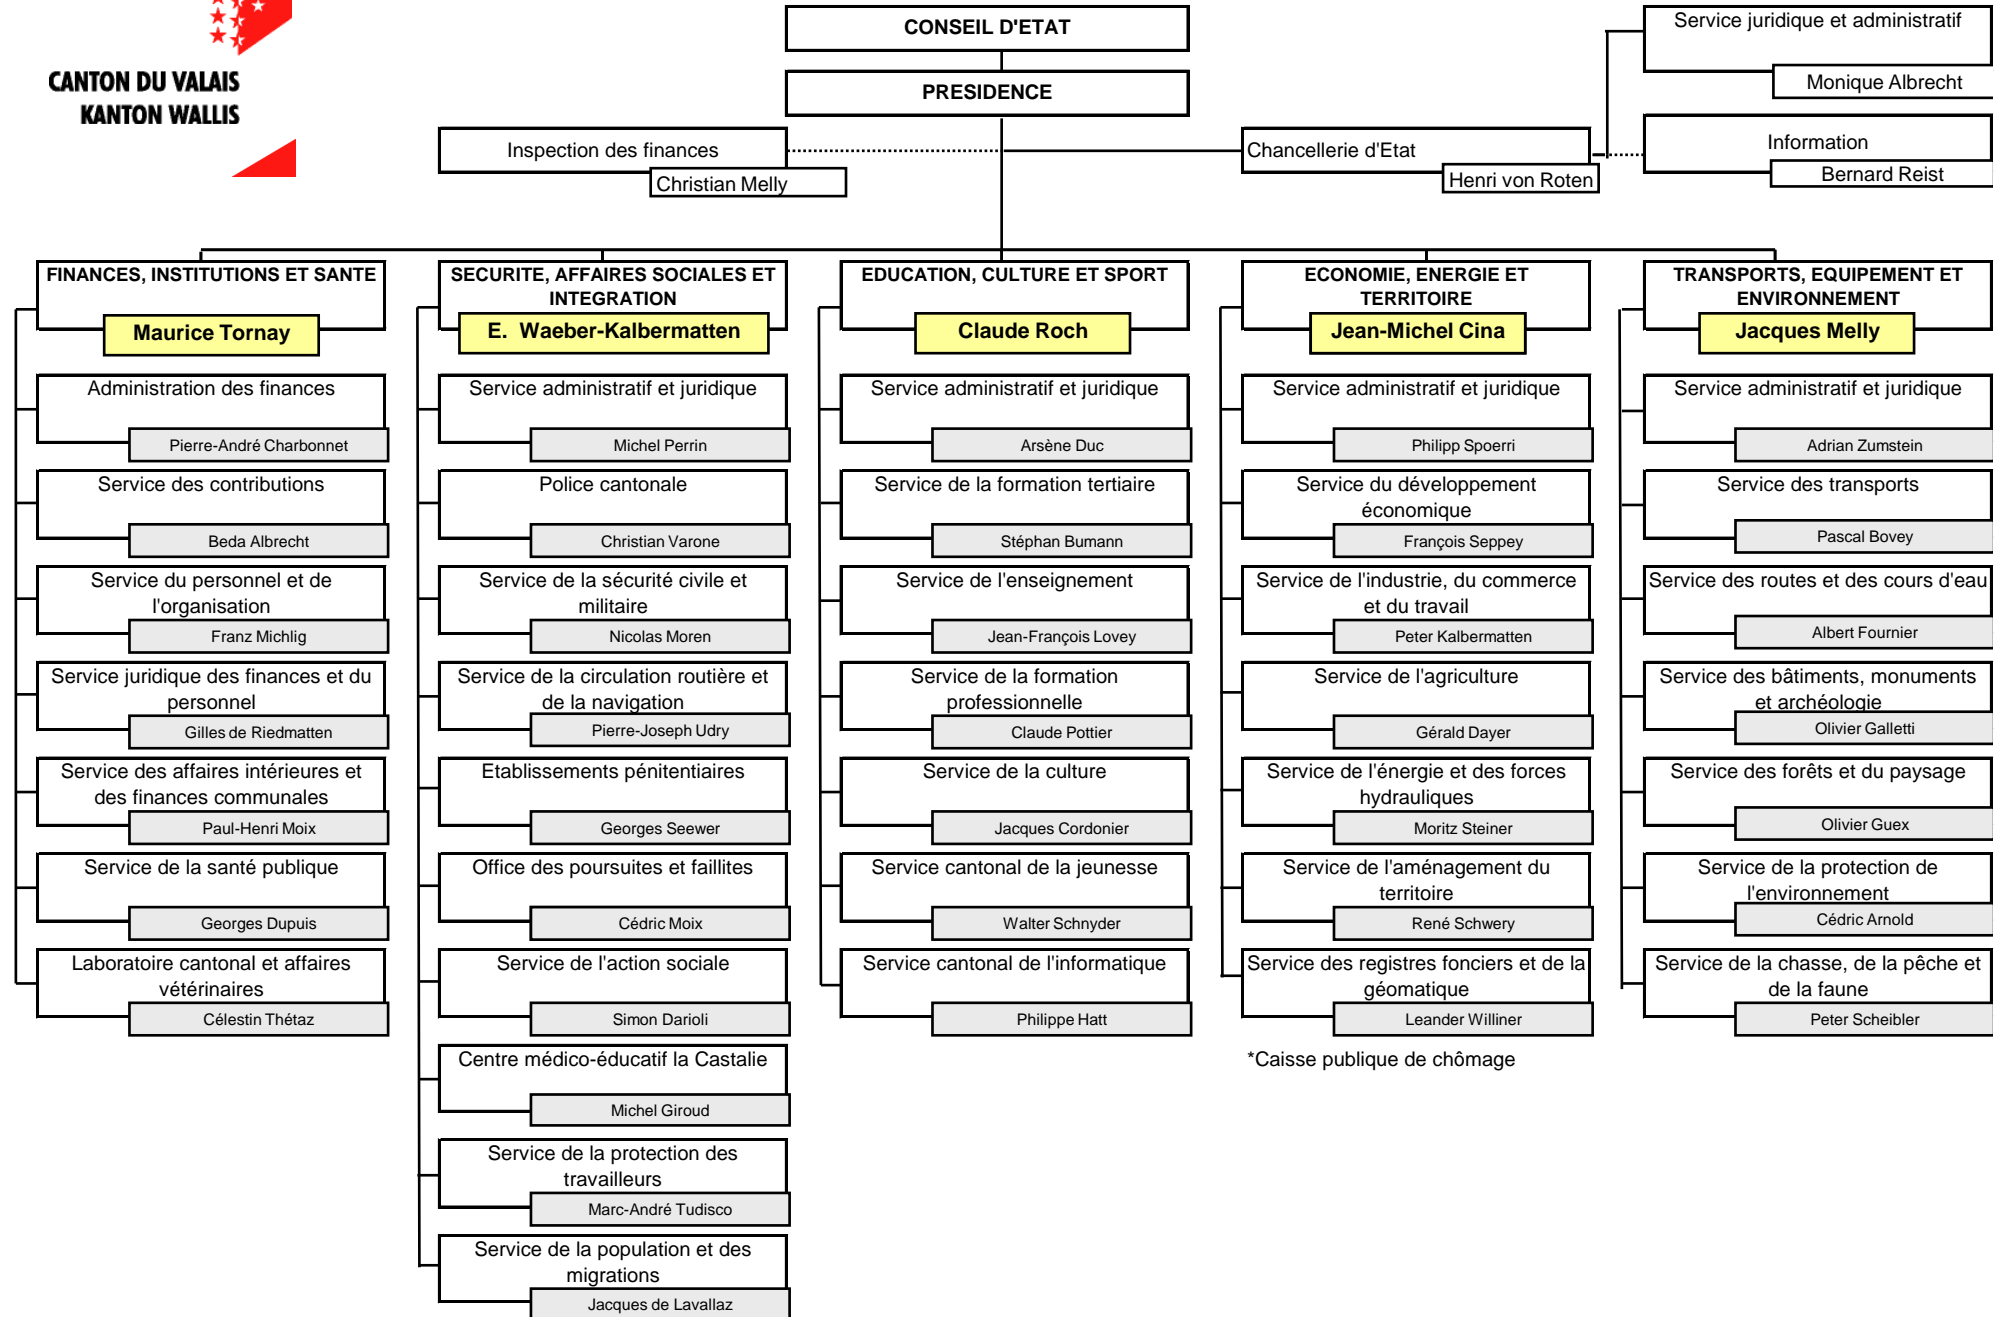 CANTON DU VALAIS
KANTON WALLIS
CONSEIL D'ETAT
PRESIDENCE
Inspection des finances
Christian Melly
Chancellerie d'Etat
Henri von Roten
Service juridique et administratif
Monique Albrecht
Information
Bernard Reist
FINANCES, INSTITUTIONS ET SANTE
Maurice Tornay
Administration des finances
Pierre-André Charbonnet
Service des contributions
Beda Albrecht
Service du personnel et de
l'organisation
Franz Michlig
Service juridique des finances et du
personnel
Gilles de Riedmatten
Service des affaires intérieures et
des finances communales
Paul-Henri Moix
Service de la santé publique
Georges Dupuis
Laboratoire cantonal et affaires
vétérinaires
Célestin Thétaz
SECURITE, AFFAIRES SOCIALES ET
INTEGRATION
E. Waeber-Kalbermatten
Service administratif et juridique
Michel Perrin
Police cantonale
Christian Varone
Service de la sécurité civile et
militaire
Nicolas Moren
Service de la circulation routière et
de la navigation
Pierre-Joseph Udry
Etablissements pénitentiaires
Georges Seewer
Office des poursuites et faillites
Cédric Moix
Service de l'action sociale
Simon Darioli
Centre médico-éducatif la Castalie
Michel Giroud
Service de la protection des
travailleurs
Marc-André Tudisco
Service de la population et des
migrations
Jacques de Lavallaz
EDUCATION, CULTURE ET SPORT
Claude Roch
Service administratif et juridique
Arsène Duc
Service de la formation tertiaire
Stéphan Bumann
Service de l'enseignement
Jean-François Lovey
Service de la formation
professionnelle
Claude Pottier
Service de la culture
Jacques Cordonier
Service cantonal de la jeunesse
Walter Schnyder
Service cantonal de l'informatique
Philippe Hatt
ECONOMIE, ENERGIE ET
TERRITOIRE
Jean-Michel Cina
Service administratif et juridique
Philipp Spoerri
Service du développement
économique
François Seppey
Service de l'industrie, du commerce
et du travail
Peter Kalbermatten
Service de l'agriculture
Gérald Dayer
Service de l'énergie et des forces
hydrauliques
Moritz Steiner
Service de l'aménagement du
territoire
René Schwery
Service des registres fonciers et de la
géomatique
Leander Williner
*Caisse publique de chômage
TRANSPORTS, EQUIPEMENT ET
ENVIRONNEMENT
Jacques Melly
Service administratif et juridique
Adrian Zumstein
Service des transports
Pascal Bovey
Service des routes et des cours d'eau
Albert Fournier
Service des bâtiments, monuments
et archéologie
Olivier Galletti
Service des forêts et du paysage
Olivier Guex
Service de la protection de
l'environnement
Cédric Arnold
Service de la chasse, de la pêche et
de la faune
Peter Scheibler